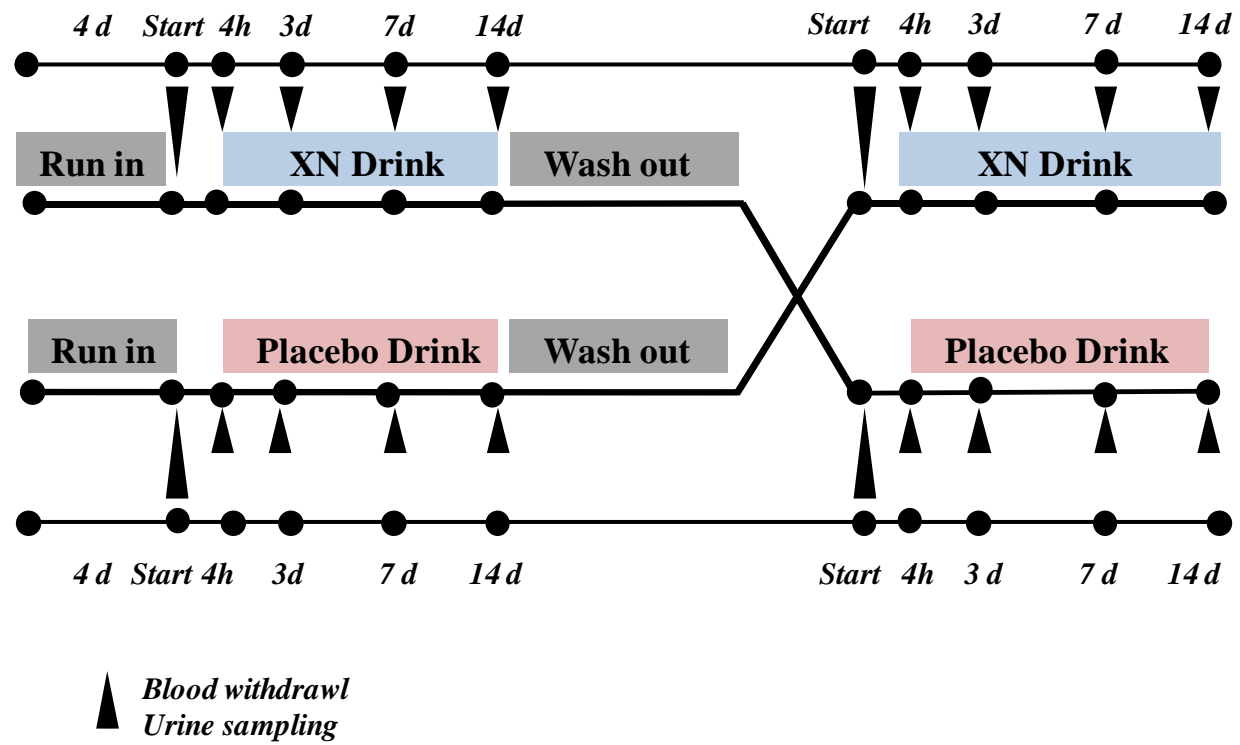 4 d Start 4h 3d 7d 14d Start 4h 3d 7 d 14 d
Run in XN Drink Wash out XN Drink
Run in Placebo Drink Wash out Placebo Drink
4 d Start 4h 3d 7 d 14 d Start 4h 3 d 7 d 14 d
Blood withdrawl
Urine sampling